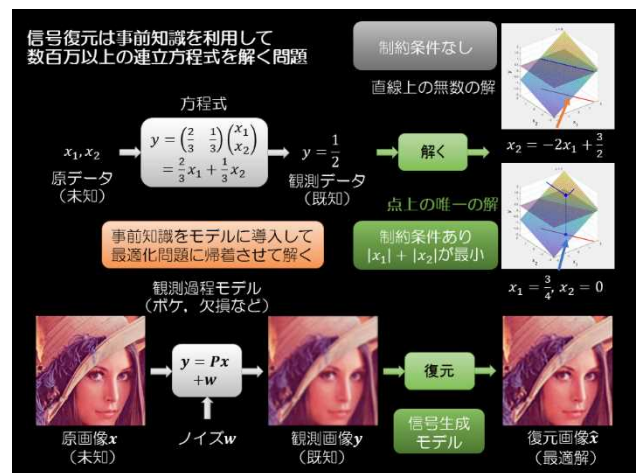 信号復元は事前知識を利用して
数百万以上の連立方程式を解く問題
制約条件なし
直線上の無数の解
方程式
x₁, x₂
y = (2/3 1/3)(x₁ x₂)
= 2/3 x₁ + 1/3 x₂
y = 1/2
解く
x₂ = −2x₁ + 3/2
原データ
(未知)
観測データ
(既知)
点上の唯一の解
事前知識をモデルに導入して
最適化問題に帰着させて解く
制約条件あり
|x₁| + |x₂|が最小
x₁ = 3/4, x₂ = 0
観測過程モデル
(ボケ，欠損など)
y = Px
+w
復元
原画像x
(未知)
ノイズw
観測画像y
(既知)
信号生成
モデル
復元画像x̂
(最適解)